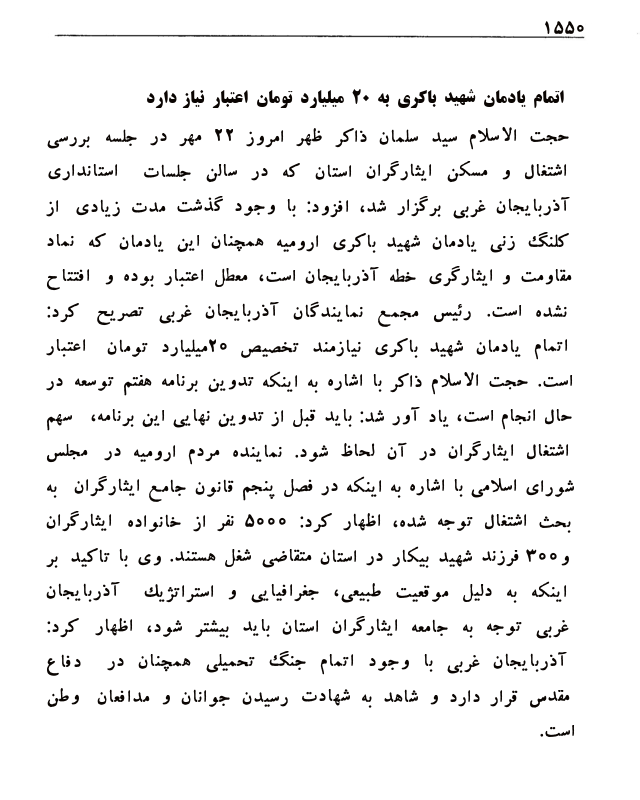 ۱۵۵۰
اتمام یادمان شهید باکری به ۲۰ میلیارد تومان اعتبار نیاز دارد
حجت الاسلام سید سلمان ذاکر ظهر امروز ۲۲ مهر در جلسه بررسی
اشتغال و مسکن ایثارگران استان که در سالن جلسات استانداری
آذربایجان غربی برگزار شد، افزود: با وجود گذشت مدت زیادی از
کلنگ زنی یادمان شهید باکری ارومیه همچنان این یادمان که نماد
مقاومت و ایثارگری خطه آذربایجان است، معطل اعتبار بوده و افتتاح
نشده است. رئیس مجمع نمایندگان آذربایجان غربی تصریح کرد:
اتمام یادمان شهید باکری نیازمند تخصیص ۲۰میلیارد تومان اعتبار
است. حجت الاسلام ذاکر با اشاره به اینکه تدوین برنامه هفتم توسعه در
حال انجام است، یاد آور شد: باید قبل از تدوین نهایی این برنامه، سهم
اشتغال ایثارگران در آن لحاظ شود. نماینده مردم ارومیه در مجلس
شورای اسلامی با اشاره به اینکه در فصل پنجم قانون جامع ایثارگران به
بحث اشتغال توجه شده، اظهار کرد: ۵۰۰۰ نفر از خانواده ایثارگران
و ۳۰۰ فرزند شهید بیکار در استان متقاضی شغل هستند. وی با تاکید بر
اینکه به دلیل موقعیت طبیعی، جغرافیایی و استراتژیک آذربایجان
غربی توجه به جامعه ایثارگران استان باید بیشتر شود، اظهار کرد:
آذربایجان غربی با وجود اتمام جنگ تحمیلی همچنان در دفاع
مقدس قرار دارد و شاهد به شهادت رسیدن جوانان و مدافعان وطن
است.